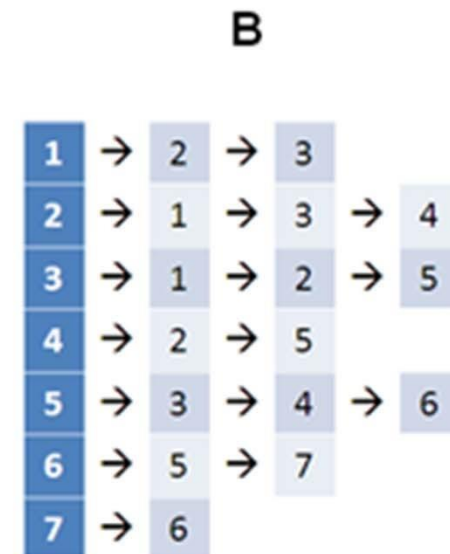 B
1 → 2 → 3
2 → 1 → 3 → 4
3 → 1 → 2 → 5
4 → 2 → 5
5 → 3 → 4 → 6
6 → 5 → 7
7 → 6